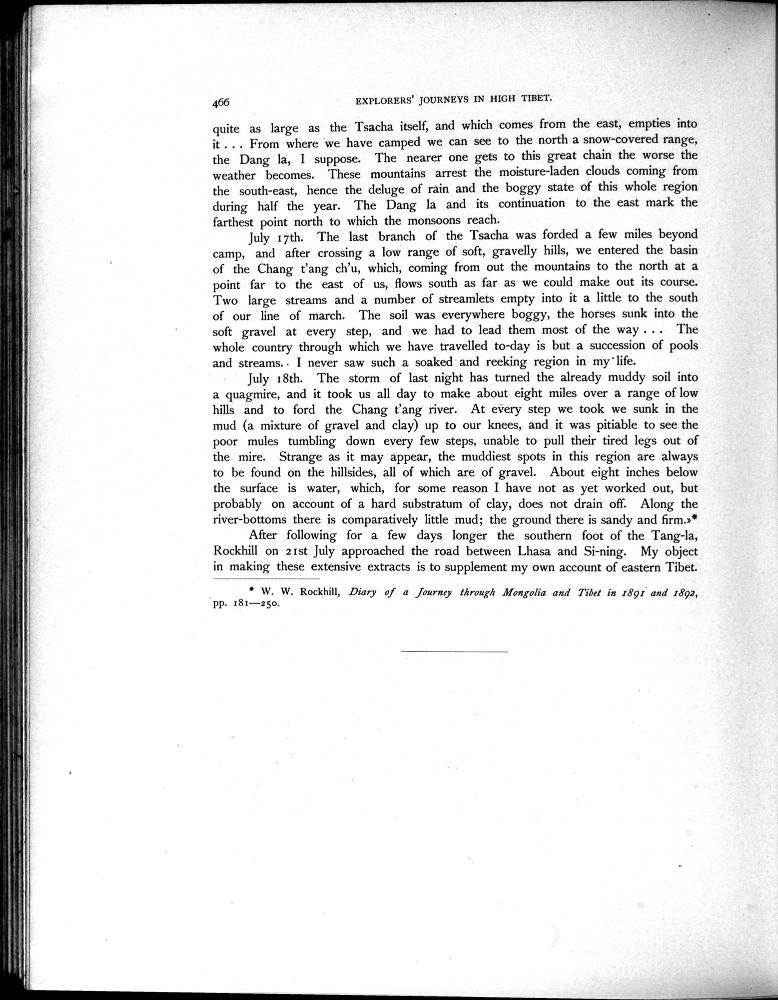 466
EXPLORERS' JOURNEYS IN HIGH TIBET.
quite as large as the Tsacha itself, and which comes from the east, empties into
it . . . From where we have camped we can see to the north a snow-covered range,
the Dang la, I suppose. The nearer one gets to this great chain the worse the
weather becomes. These mountains arrest the moisture-laden clouds coming from
the south-east, hence the deluge of rain and the boggy state of this whole region
during half the year. The Dang la and its continuation to the east mark the
farthest point north to which the monsoons reach.
July 17th. The last branch of the Tsacha was forded a few miles beyond
camp, and after crossing a low range of soft, gravelly hills, we entered the basin
of the Chang t'ang ch'u, which, coming from out the mountains to the north at a
point far to the east of us, flows south as far as we could make out its course.
Two large streams and a number of streamlets empty into it a little to the south
of our line of march. The soil was everywhere boggy, the horses sunk into the
soft gravel at every step, and we had to lead them most of the way . . . The
whole country through which we have travelled to-day is but a succession of pools
and streams. . I never saw such a soaked and reeking region in my life.
July 18th. The storm of last night has turned the already muddy soil into
a quagmire, and it took us all day to make about eight miles over a range of low
hills and to ford the Chang t'ang river. At every step we took we sunk in the
mud (a mixture of gravel and clay) up to our knees, and it was pitiable to see the
poor mules tumbling down every few steps, unable to pull their tired legs out of
the mire. Strange as it may appear, the muddiest spots in this region are always
to be found on the hillsides, all of which are of gravel. About eight inches below
the surface is water, which, for some reason I have not as yet worked out, but
probably on account of a hard substratum of clay, does not drain off. Along the
river-bottoms there is comparatively little mud; the ground there is sandy and firm.»*
After following for a few days longer the southern foot of the Tang-la,
Rockhill on 21st July approached the road between Lhasa and Si-ning. My object
in making these extensive extracts is to supplement my own account of eastern Tibet.
* W. W. Rockhill, Diary of a Journey through Mongolia and Tibet in 1891 and 1892,
pp. 181—250.